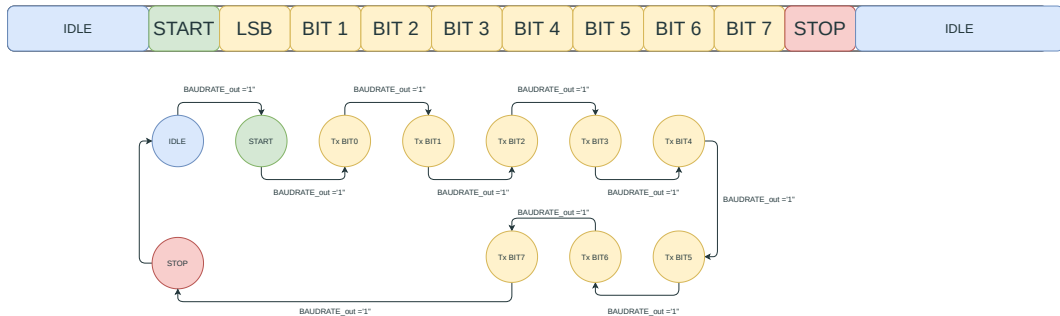 IDLE START LSB BIT 1 BIT 2 BIT 3 BIT 4 BIT 5 BIT 6 BIT 7 STOP IDLE
BAUDRATE_out ='1" BAUDRATE_out ='1" BAUDRATE_out ='1"
IDLE START Tx BIT0 Tx BIT1 Tx BIT2 Tx BIT3 Tx BIT4
BAUDRATE_out ='1" BAUDRATE_out ='1" BAUDRATE_out ='1"
BAUDRATE_out ='1"
BAUDRATE_out ='1"
STOP Tx BIT7 Tx BIT6 Tx BIT5
BAUDRATE_out ='1" BAUDRATE_out ='1"